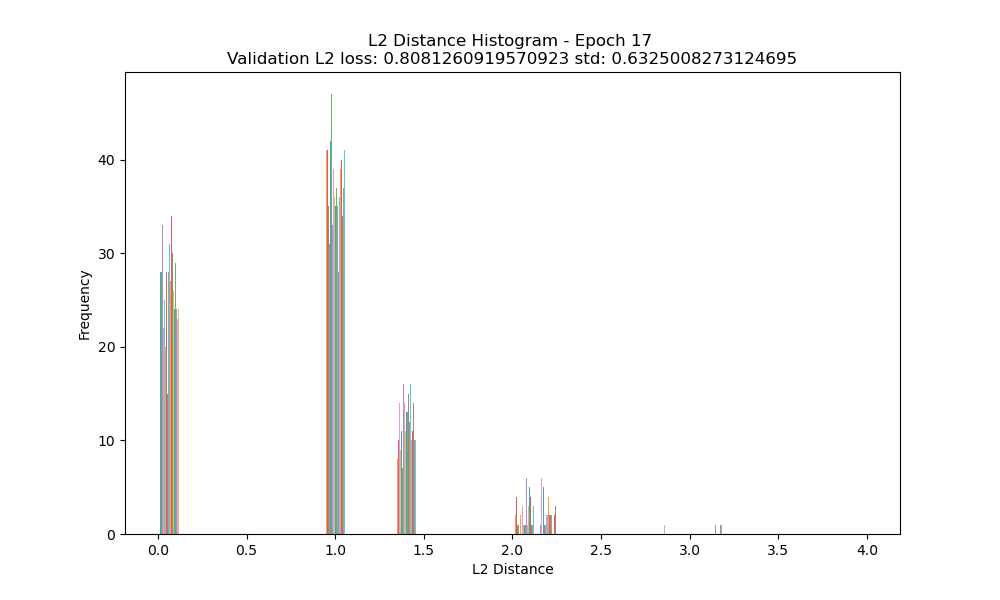 L2 Distance Histogram - Epoch 17
Validation L2 loss: 0.8081260919570923 std: 0.6325008273124695
Frequency
40
30
20
10
0
0.0 0.5 1.0 1.5 2.0 2.5 3.0 3.5 4.0
L2 Distance